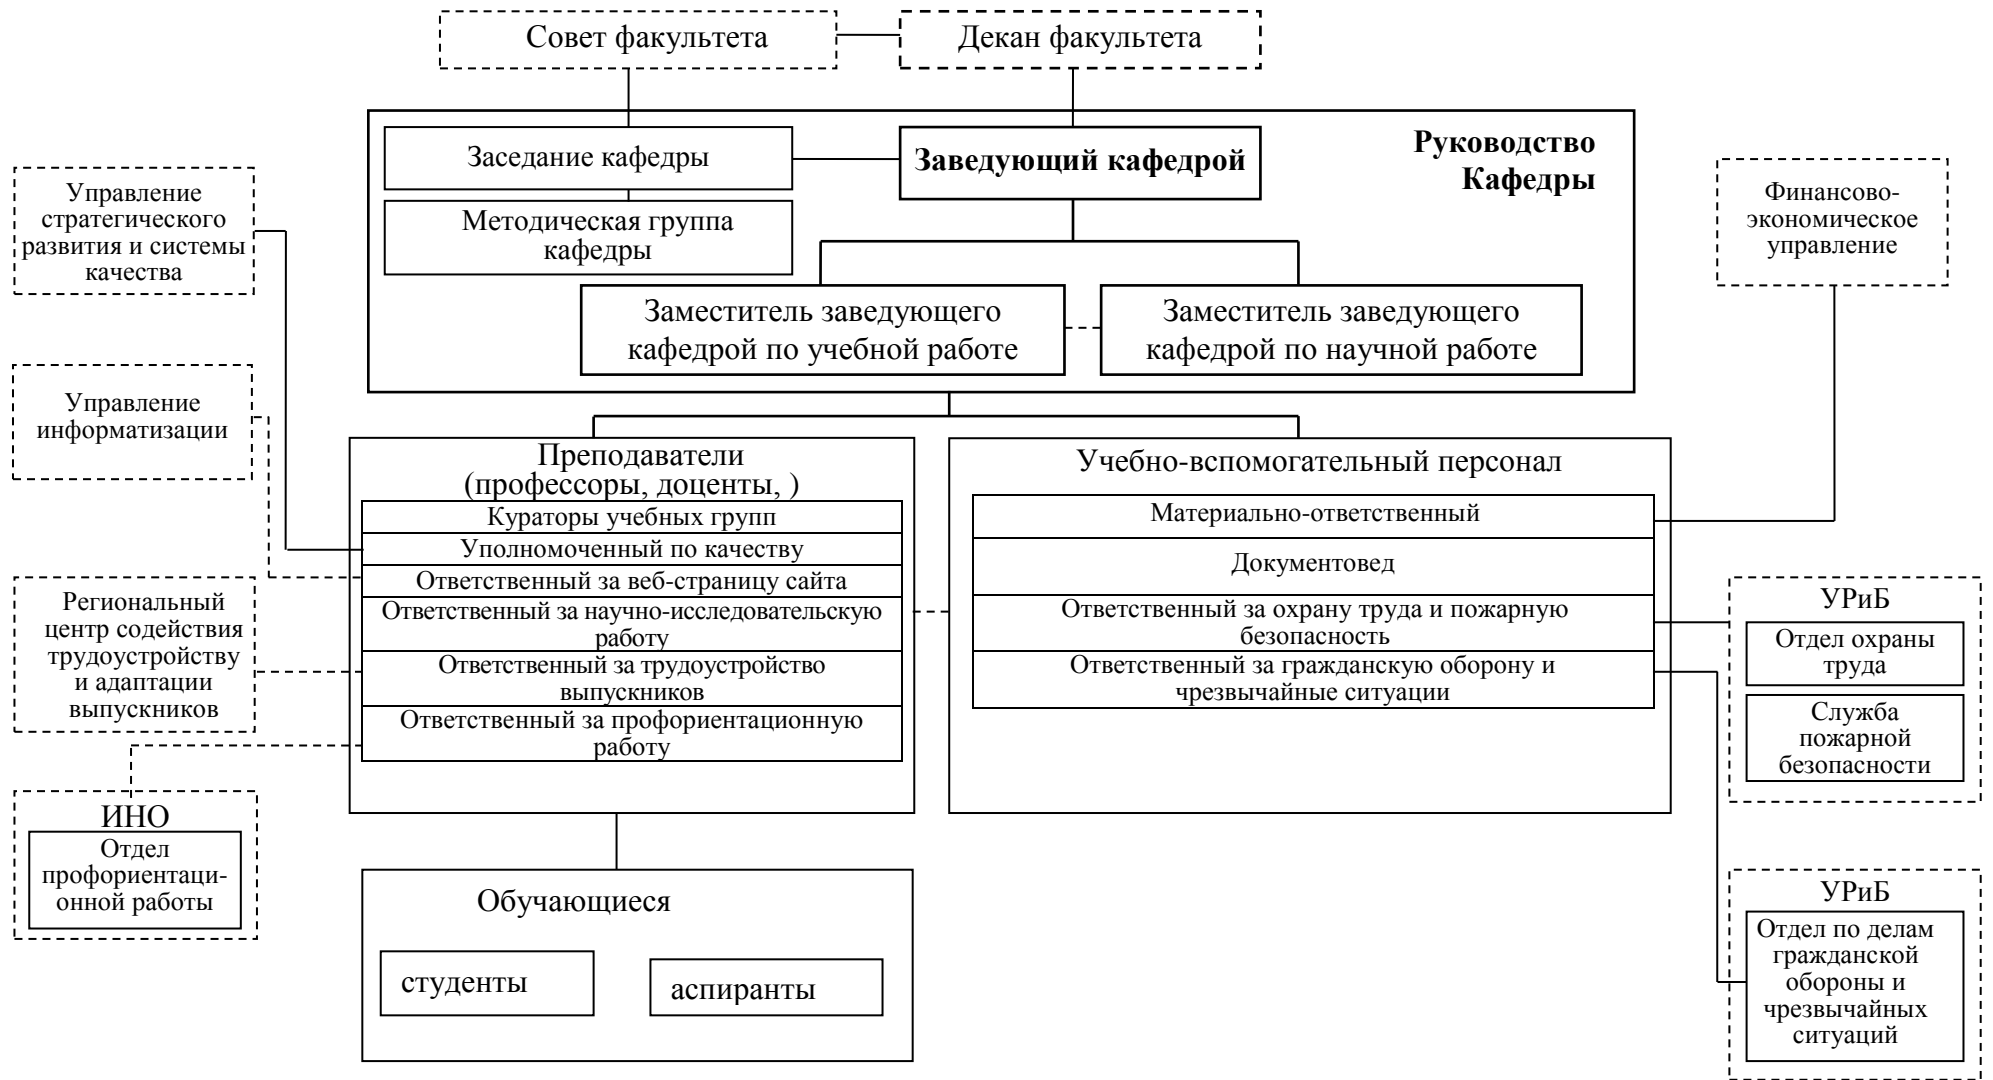 Совет факультета
Декан факультета
Заседание кафедры
Заведующий кафедрой
Руководство
Кафедры
Методическая группа
кафедры
Заместитель заведующего
кафедрой по учебной работе
Заместитель заведующего
кафедрой по научной работе
Управление
стратегического
развития и системы
качества
Финансово-
экономическое
управление
Управление
информатизации
Региональный
центр содействия
трудоустройству
и адаптации
выпускников
ИНО
Отдел
профориентаци-
онной работы
Преподаватели
(профессоры, доценты, )
Кураторы учебных групп
Уполномоченный по качеству
Ответственный за веб-страницу сайта
Ответственный за научно-исследовательскую
работу
Ответственный за трудоустройство
выпускников
Ответственный за профориентационную
работу
Учебно-вспомогательный персонал
Материально-ответственный
Документовед
Ответственный за охрану труда и пожарную
безопасность
Ответственный за гражданскую оборону и
чрезвычайные ситуации
УРиБ
Отдел охраны
труда
Служба
пожарной
безопасности
УРиБ
Отдел по делам
гражданской
обороны и
чрезвычайных
ситуаций
Обучающиеся
студенты
аспиранты